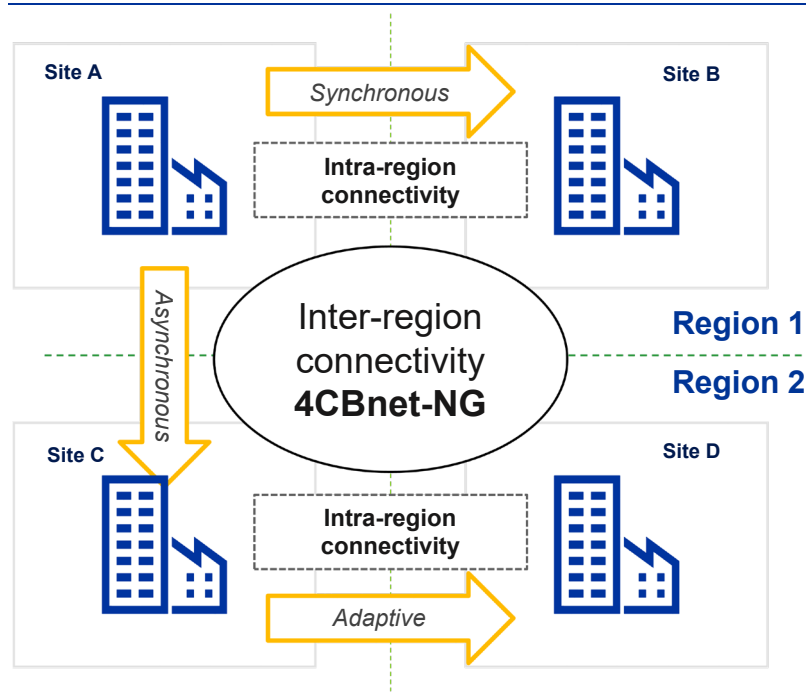 Site A
Synchronous
Site B
Intra-region
connectivity
Asynchronous
Inter-region
connectivity
4CBnet-NG
Region 1
Region 2
Site C
Site D
Intra-region
connectivity
Adaptive